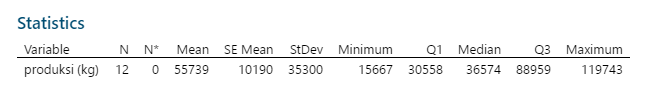 Statistics
Variable N N* Mean SE Mean StDev Minimum Q1 Median Q3 Maximum
produksi (kg) 12 0 55739 10190 35300 15667 30558 36574 88959 119743